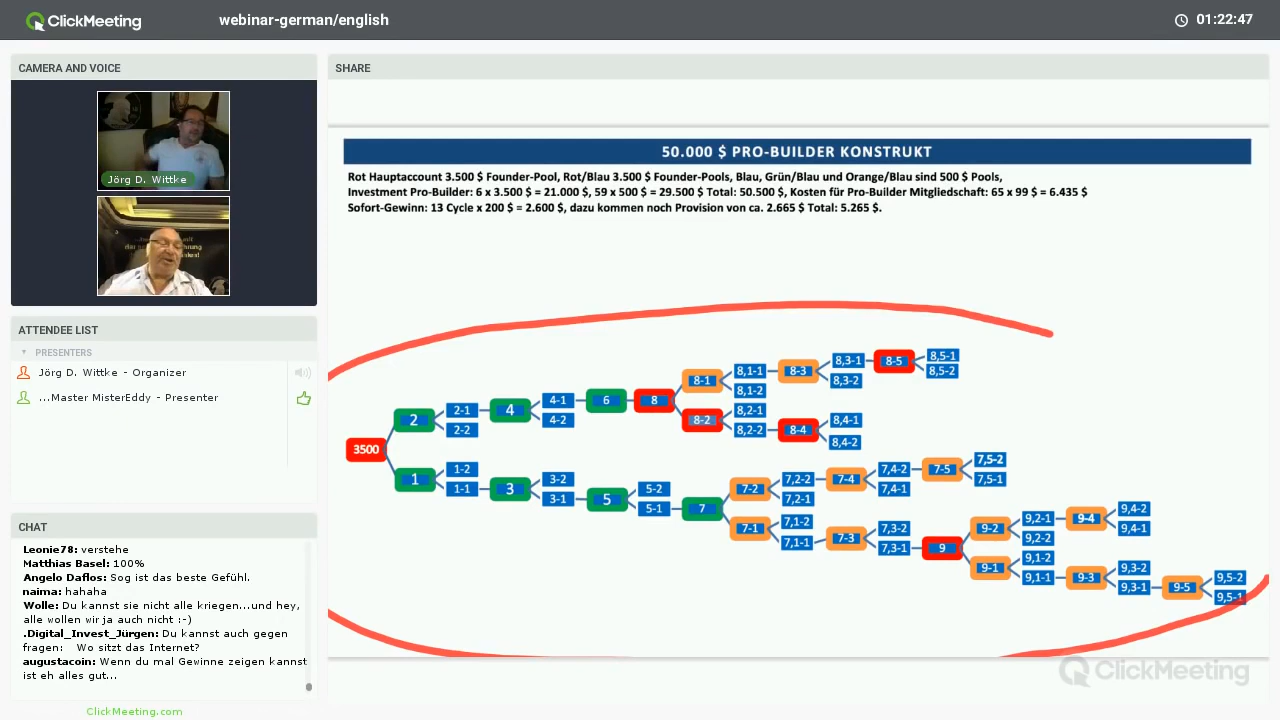 ClickMeeting
webinar-german/english
01:22:47
CAMERA AND VOICE
Jörg D. Wittke
ATTENDEE LIST
PRESENTERS
Jörg D. Wittke - Organizer
...Master MisterEddy - Presenter
CHAT
Leonie78: verstehe
Matthias Basel: 100%
Angelo Daflos: Sog ist das beste Gefühl.
naima: hahaha
Wolle: Du kannst sie nicht alle kriegen...und hey,
alle wollen wir ja auch nicht :-)
.Digital_Invest_Jürgen: Du kannst auch gegen
fragen: Wo sitzt das Internet?
augustacoin: Wenn du mal Gewinne zeigen kannst
ist eh alles gut...
ClickMeeting.com
SHARE
50.000 $ PRO-BUILDER KONSTRUKT
Rot Hauptaccount 3.500 $ Founder-Pool, Rot/Blau 3.500 $ Founder-Pools, Blau, Grün/Blau und Orange/Blau sind 500 $ Pools,
Investment Pro-Builder: 6 x 3.500 $ = 21.000 $, 59 x 500 $ = 29.500 $ Total: 50.500 $, Kosten für Pro-Builder Mitgliedschaft: 65 x 99 $ = 6.435 $
Sofort-Gewinn: 13 Cycle x 200 $ = 2.600 $, dazu kommen noch Provision von ca. 2.665 $ Total: 5.265 $.
8,5-1
8,3-1 8-5
8,1-1 8-3 8,5-2
8-1 8,3-2
8,1-2
4-1 6 8
2-1 4 8,2-1
2 4-2 8-2 8,4-1
2-2 8,2-2 8-4
8,4-2
3500
7,5-2
1-2 7,4-2 7-5
1 3-2 7,2-2 7-4 7,5-1
1-1 3 5-2 7-2 7,4-1
3-1 5 7,2-1
5-1 7 9,4-2
7,1-2 9,2-1 9-4
7-1 7,3-2 9-2 9,4-1
7,1-1 7-3 9,2-2
7,3-1 9
9,1-2
9-1 9,3-2
9,1-1 9-3 9,5-2
9,3-1 9-5
9,5-1
ClickMeeting